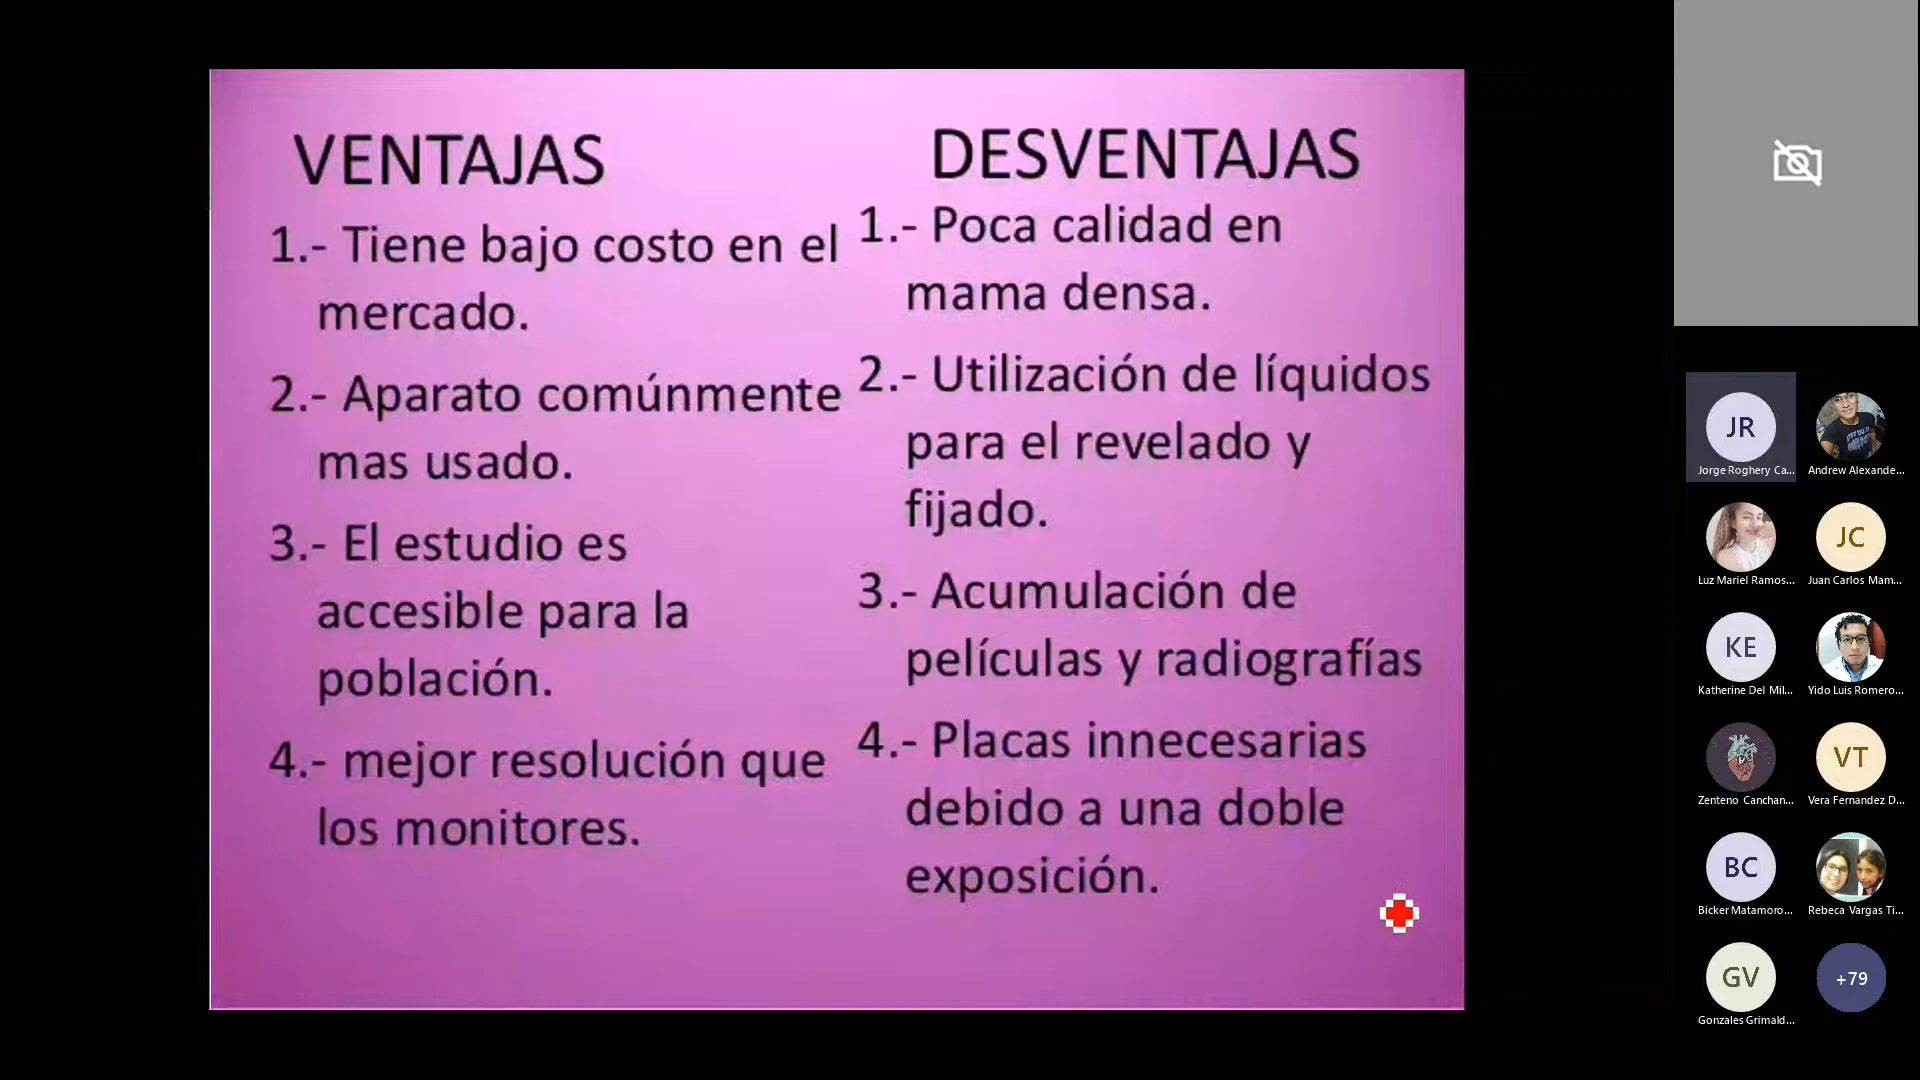 VENTAJAS
1.- Tiene bajo costo en el
mercado.
2.- Aparato comúnmente
mas usado.
3.- El estudio es
accesible para la
población.
4.- mejor resolución que
los monitores.
DESVENTAJAS
1.- Poca calidad en
mama densa.
2.- Utilización de líquidos
para el revelado y
fijado.
3.- Acumulación de
películas y radiografías
4.- Placas innecesarias
debido a una doble
exposición.
JR
Jorge Roghery Ca...
Andrew Alexande...
Luz Mariel Ramos...
JC
Juan Carlos Mam...
KE
Katherine Del Mil...
Yido Luis Romero...
Zenteno Canchan...
VT
Vera Fernandez D...
BC
Bicker Matamoro...
Rebeca Vargas Ti...
GV
Gonzales Grimald...
+79